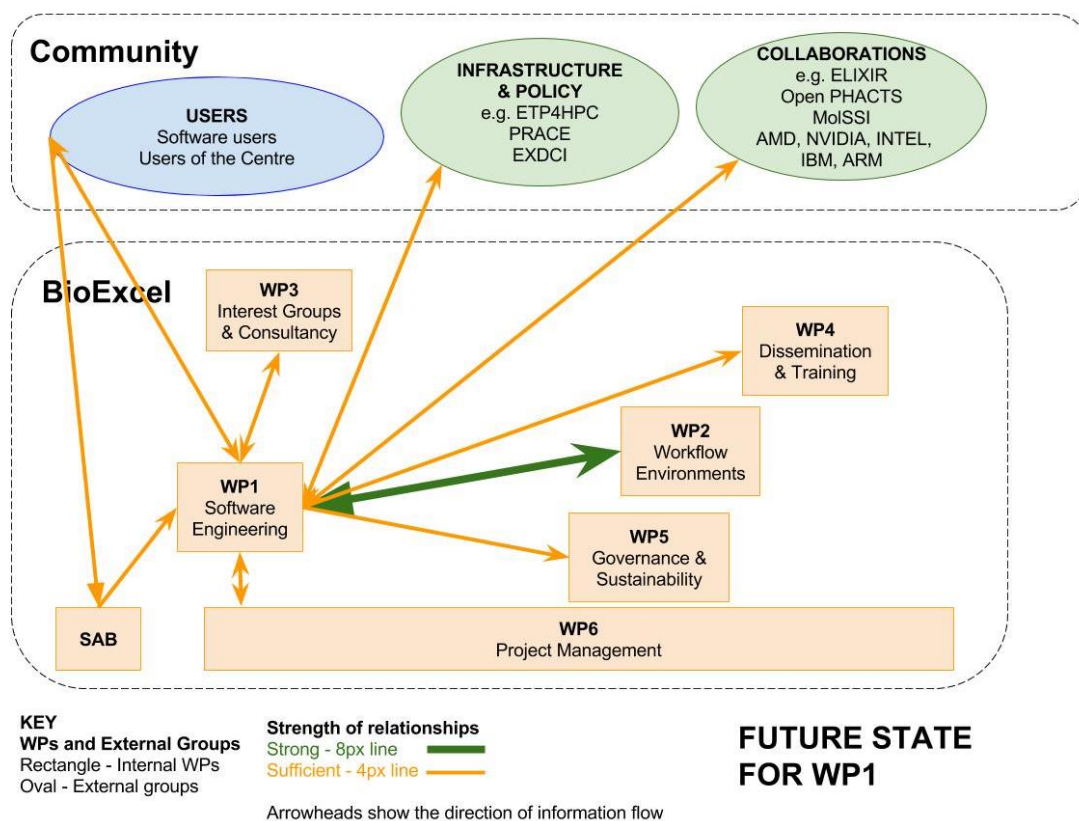 Community
USERS
Software users
Users of the Centre
INFRASTRUCTURE
& POLICY
e.g. ETP4HPC
PRACE
EXDCI
COLLABORATIONS
e.g. ELIXIR
Open PHACTS
MolSSI
AMD, NVIDIA, INTEL,
IBM, ARM
BioExcel
WP3
Interest Groups
& Consultancy
WP4
Dissemination
& Training
WP2
Workflow
Environments
WP1
Software
Engineering
WP5
Governance &
Sustainability
SAB
WP6
Project Management
KEY
WPs and External Groups
Rectangle - Internal WPs
Oval - External groups
Strength of relationships
Strong - 8px line
Sufficient - 4px line
Arrowheads show the direction of information flow
FUTURE STATE
FOR WP1